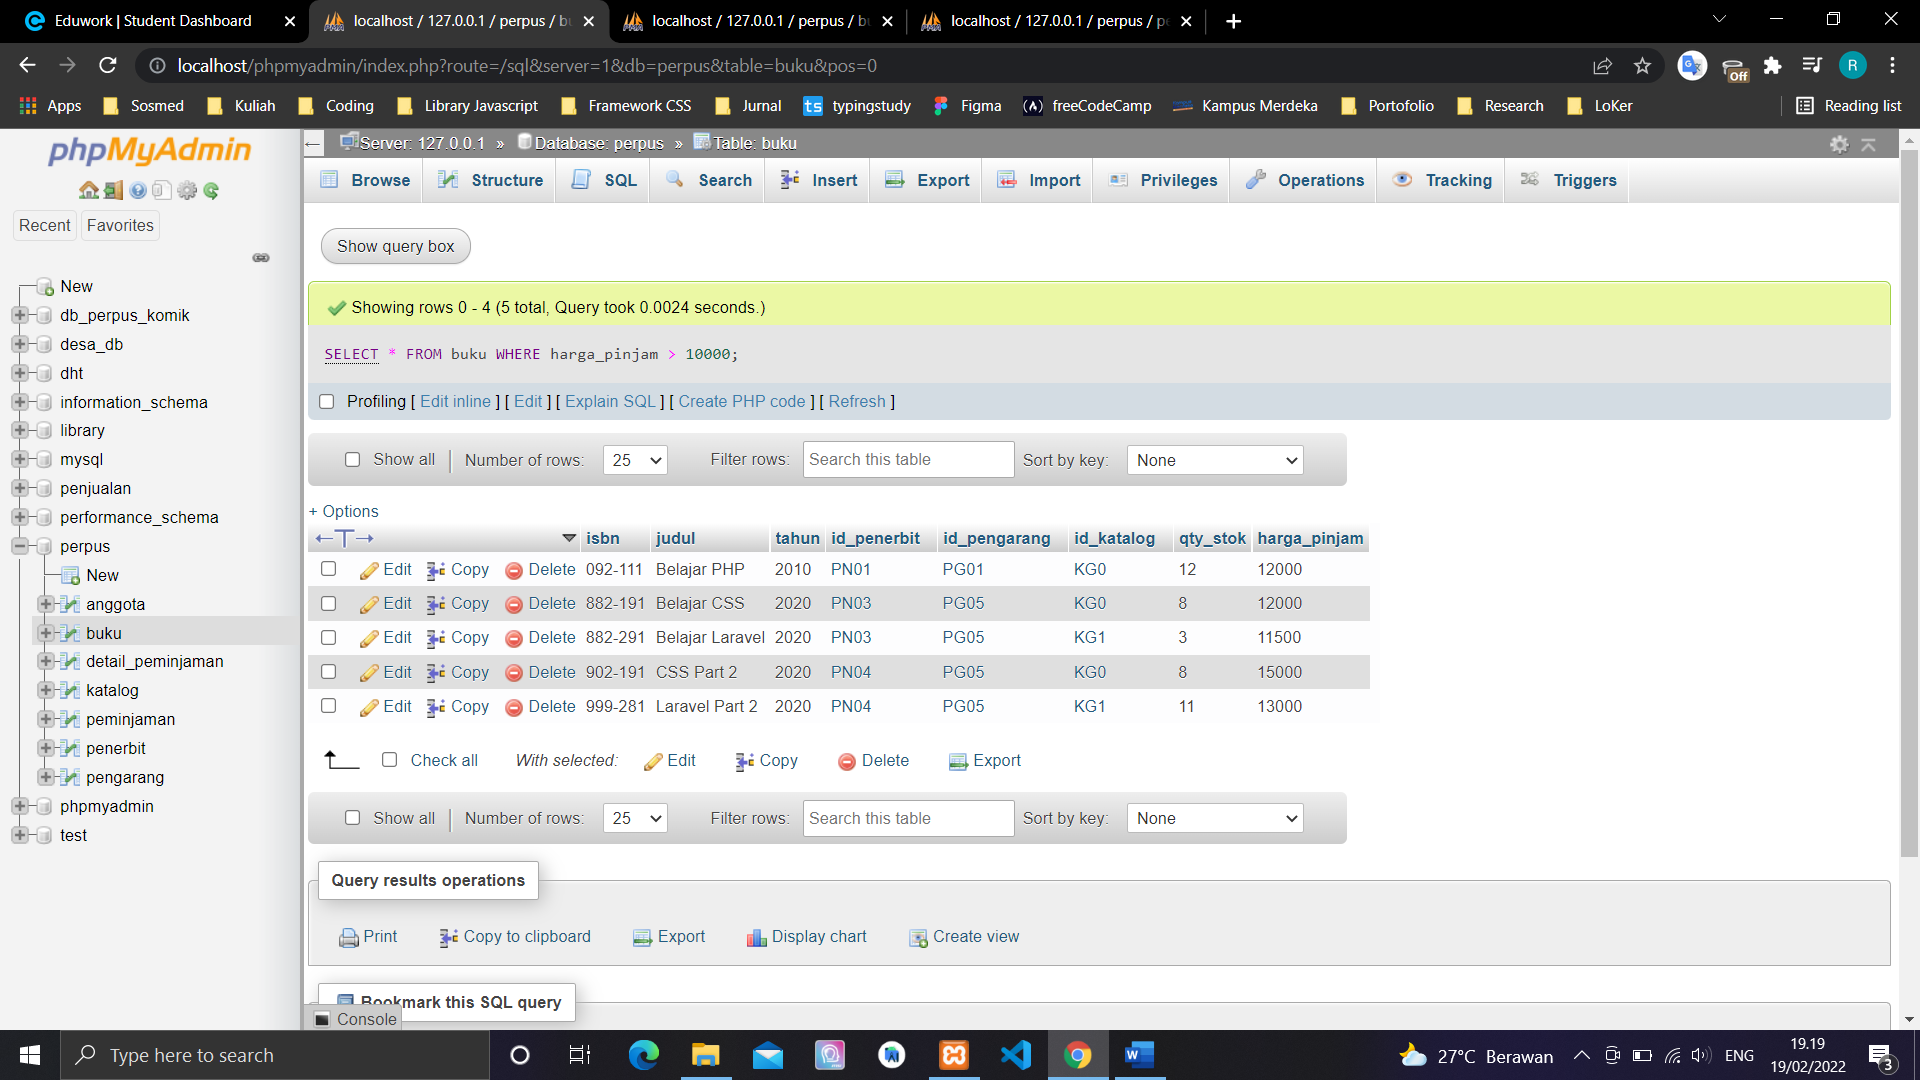 Eduwork | Student Dashboard
localhost / 127.0.0.1 / perpus / b
localhost / 127.0.0.1 / perpus / b
localhost / 127.0.0.1 / perpus / pe
localhost/phpmyadmin/index.php?route=/sql&server=1&db=perpus&table=buku&pos=0
Off
R
Apps Sosmed Kuliah Coding Library Javascript Framework CSS Jurnal ts typingstudy Figma freeCodeCamp Kampus Merdeka Portofolio Research LoKer Reading list
phpMyAdmin
Recent Favorites
New
db_perpus_komik
desa_db
dht
information_schema
library
mysql
penjualan
performance_schema
perpus
New
anggota
buku
detail_peminjaman
katalog
peminjaman
penerbit
pengarang
phpmyadmin
test
Server: 127.0.0.1 » Database: perpus » Table: buku
Browse Structure SQL Search Insert Export Import Privileges Operations Tracking Triggers
Show query box
Showing rows 0 - 4 (5 total, Query took 0.0024 seconds.)
SELECT * FROM buku WHERE harga_pinjam > 10000;
Profiling [ Edit inline ] [ Edit ] [ Explain SQL ] [ Create PHP code ] [ Refresh ]
Show all | Number of rows: 25 Filter rows: Search this table Sort by key: None
+ Options
←T→ isbn judul tahun id_penerbit id_pengarang id_katalog qty_stok harga_pinjam
Edit Copy Delete 092-111 Belajar PHP 2010 PN01 PG01 KG0 12 12000
Edit Copy Delete 882-191 Belajar CSS 2020 PN03 PG05 KG0 8 12000
Edit Copy Delete 882-291 Belajar Laravel 2020 PN03 PG05 KG1 3 11500
Edit Copy Delete 902-191 CSS Part 2 2020 PN04 PG05 KG0 8 15000
Edit Copy Delete 999-281 Laravel Part 2 2020 PN04 PG05 KG1 11 13000
Check all With selected: Edit Copy Delete Export
Show all | Number of rows: 25 Filter rows: Search this table Sort by key: None
Query results operations
Print Copy to clipboard Export Display chart Create view
Bookmark this SQL query
Console
Type here to search
27°C Berawan
ENG
19.19
19/02/2022
3